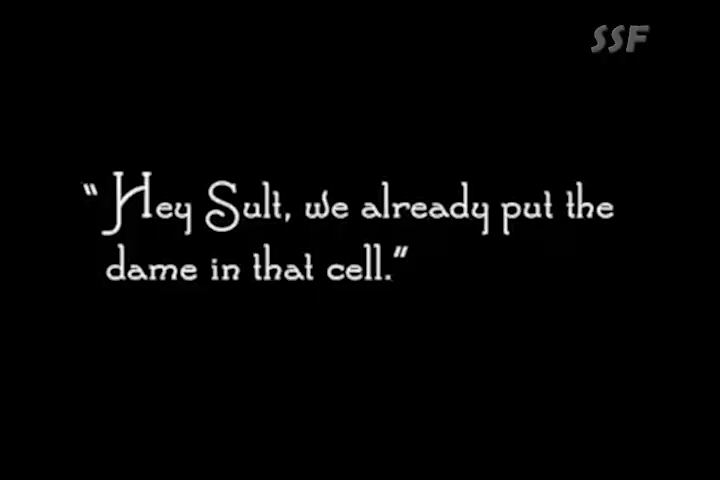 SSF
“Hey Sult, we already put the
dame in that cell.”